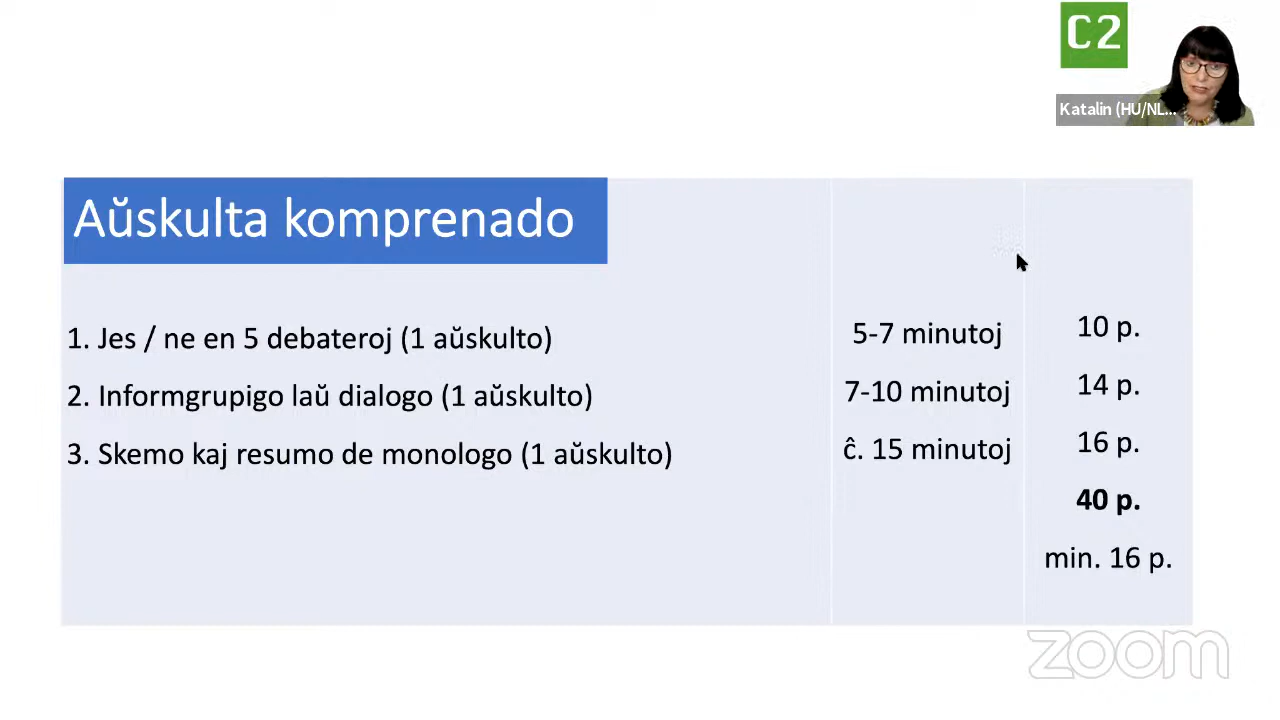 C2
Katalin (HU/NL...
Aŭskulta komprenado
1. Jes / ne en 5 debateroj (1 aŭskulto) 5-7 minutoj 10 p.
2. Informgrupigo laŭ dialogo (1 aŭskulto) 7-10 minutoj 14 p.
3. Skemo kaj resumo de monologo (1 aŭskulto) ĉ. 15 minutoj 16 p.
40 p.
min. 16 p.
zoom